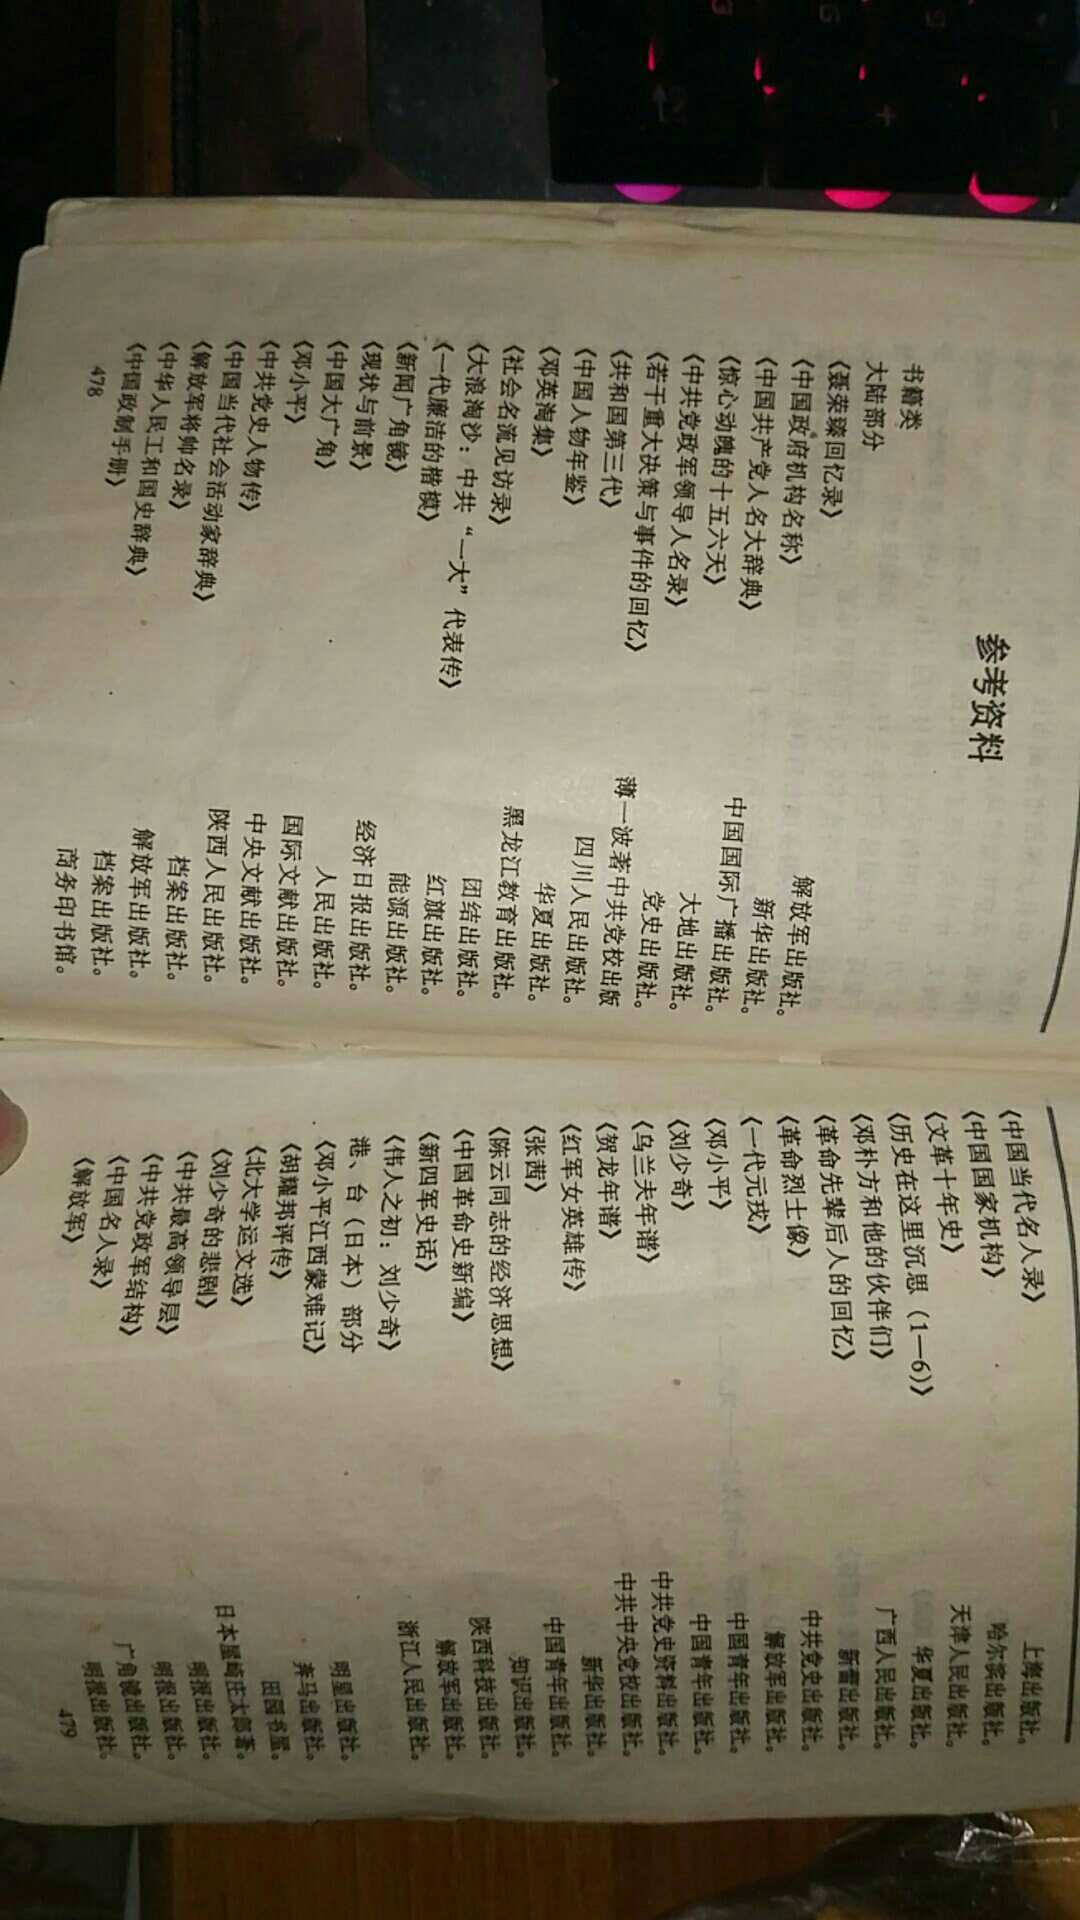 参考资料
书籍类
大陆部分
《聂荣臻回忆录》 解放军出版社。
《中国政府机构名称》 新华出版社。
《中国共产党人名大辞典》 中国国际广播出版社。
《惊心动魄的十五六天》 大地出版社。
《中共党政军领导人名录》 党史出版社。
《若干重大决策与事件的回忆》 薄一波著中共党校出版
《共和国第三代》 四川人民出版社。
《中国人物年鉴》 华夏出版社。
《邓英淘集》 黑龙江教育出版社。
《社会名流见访录》 团结出版社。
《大浪淘沙：中共“一大”代表传》 红旗出版社。
《一代廉洁的楷模》 能源出版社。
《新闻广角镜》 经济日报出版社。
《现状与前景》 人民出版社。
《中国大广角》 国际文献出版社。
《邓小平》 中央文献出版社。
《中共党史人物传》 陕西人民出版社。
《中国当代社会活动家辞典》 档案出版社。
《解放军将帅名录》 解放军出版社。
《中华人民工和国史辞典》 档案出版社。
《中国政制手册》 商务印书馆。
478
《中国当代名人录》 上海出版社。
《中国国家机构》 哈尔滨出版社。
《文革十年史》 天津人民出版社。
《历史在这里沉思（1—6）》 华夏出版社。
《邓朴方和他的伙伴们》 广西人民出版社。
《革命先辈后人的回忆》 新蕾出版社。
《革命烈士像》 中共党史出版社。
《一代元戎》 解放军出版社。
《邓小平》 中国青年出版社。
《刘少奇》 中国青年出版社。
《乌兰夫年谱》 中共党史资料出版社。
《贺龙年谱》 中共中央党校出版社。
《红军女英雄传》 新华出版社。
《张茜》 中国青年出版社。
《陈云同志的经济思想》 知识出版社。
《中国革命史新编》 陕西科技出版社。
《新四军史话》 解放军出版社。
《伟人之初：刘少奇》 浙江人民出版社。
港、台（日本）部分
《邓小平江西蒙难记》 明星出版社。
《胡耀邦评传》 奔马出版社。
《北大学运文选》 田园书屋。
《刘少奇的悲剧》 日本屋崎庄太郎著。
《中共最高领导层》 明报出版社。
《中共党政军结构》 明报出版社。
《中国名人录》 广角镜出版社。
《解放军》 明报出版社。
479